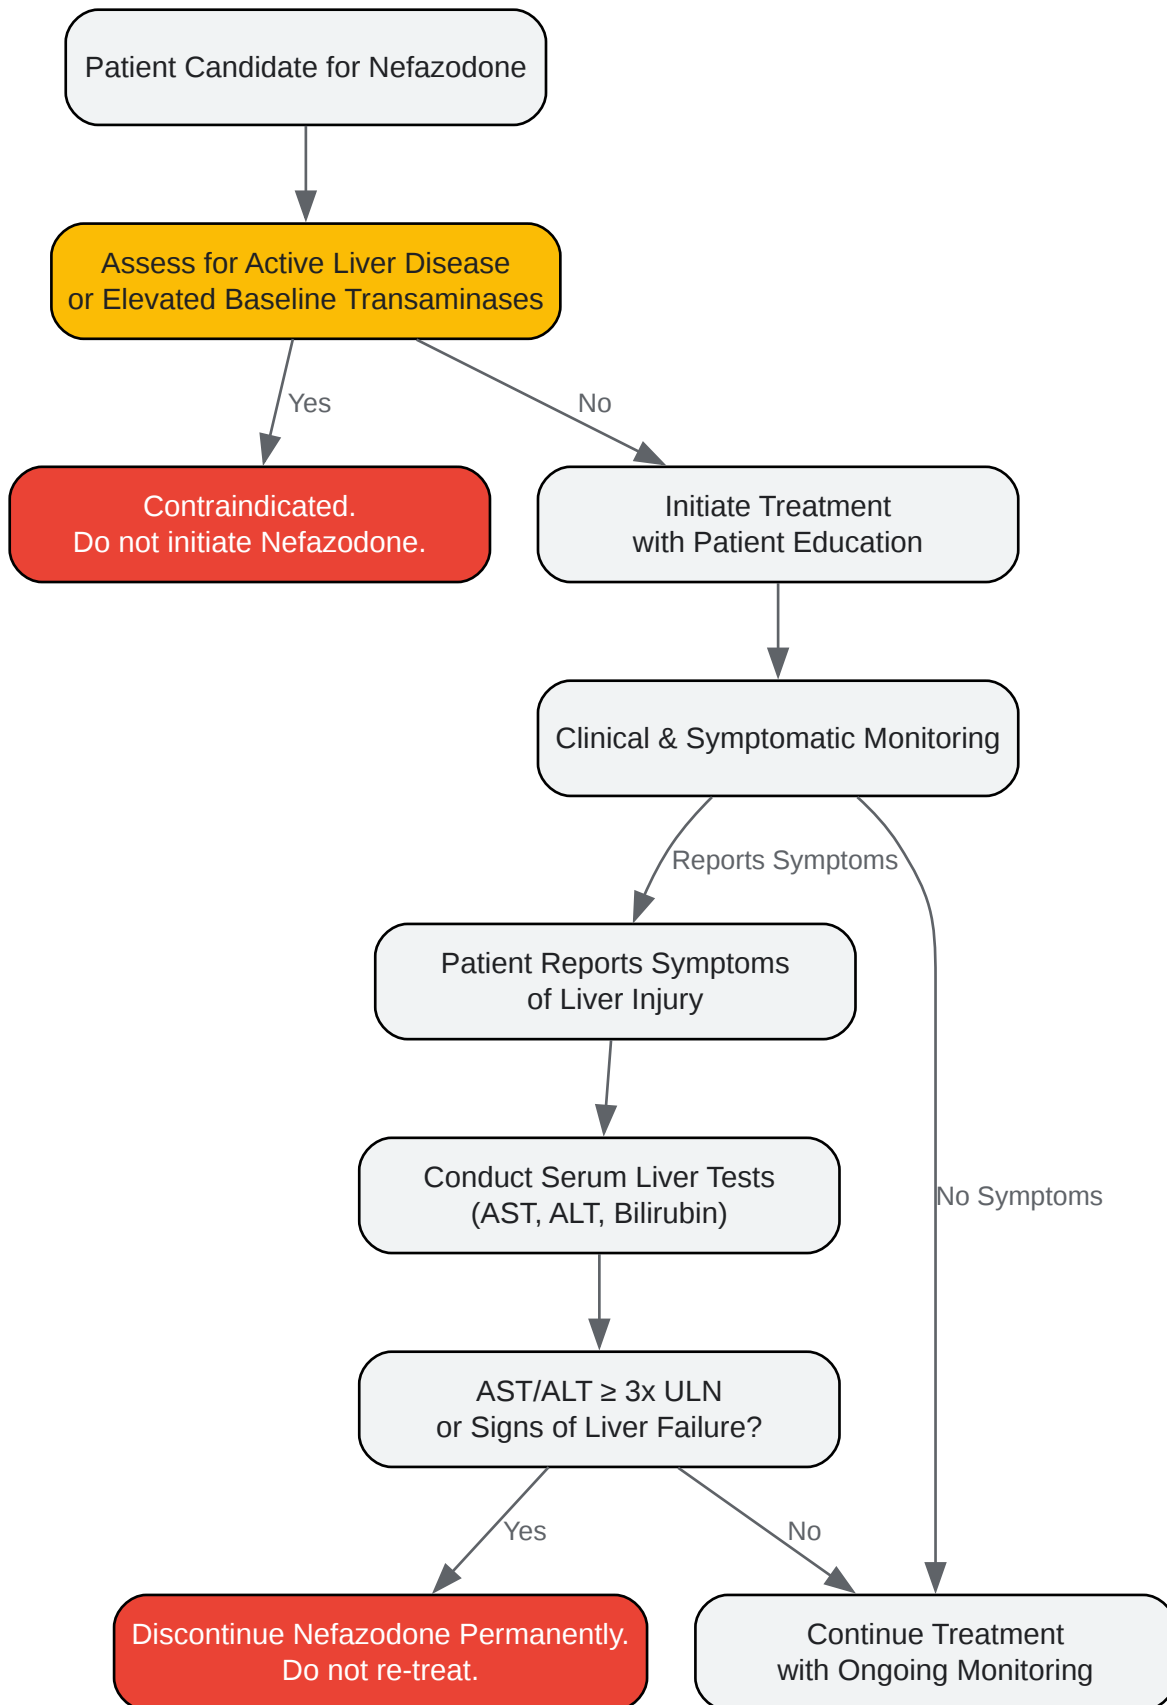 Patient Candidate for Nefazodone
Assess for Active Liver Disease
or Elevated Baseline Transaminases
Yes
No
Contraindicated.
Do not initiate Nefazodone.
Initiate Treatment
with Patient Education
Clinical & Symptomatic Monitoring
Reports Symptoms
Patient Reports Symptoms
of Liver Injury
Conduct Serum Liver Tests
(AST, ALT, Bilirubin)
No Symptoms
AST/ALT ≥ 3x ULN
or Signs of Liver Failure?
Yes
No
Discontinue Nefazodone Permanently.
Do not re-treat.
Continue Treatment
with Ongoing Monitoring